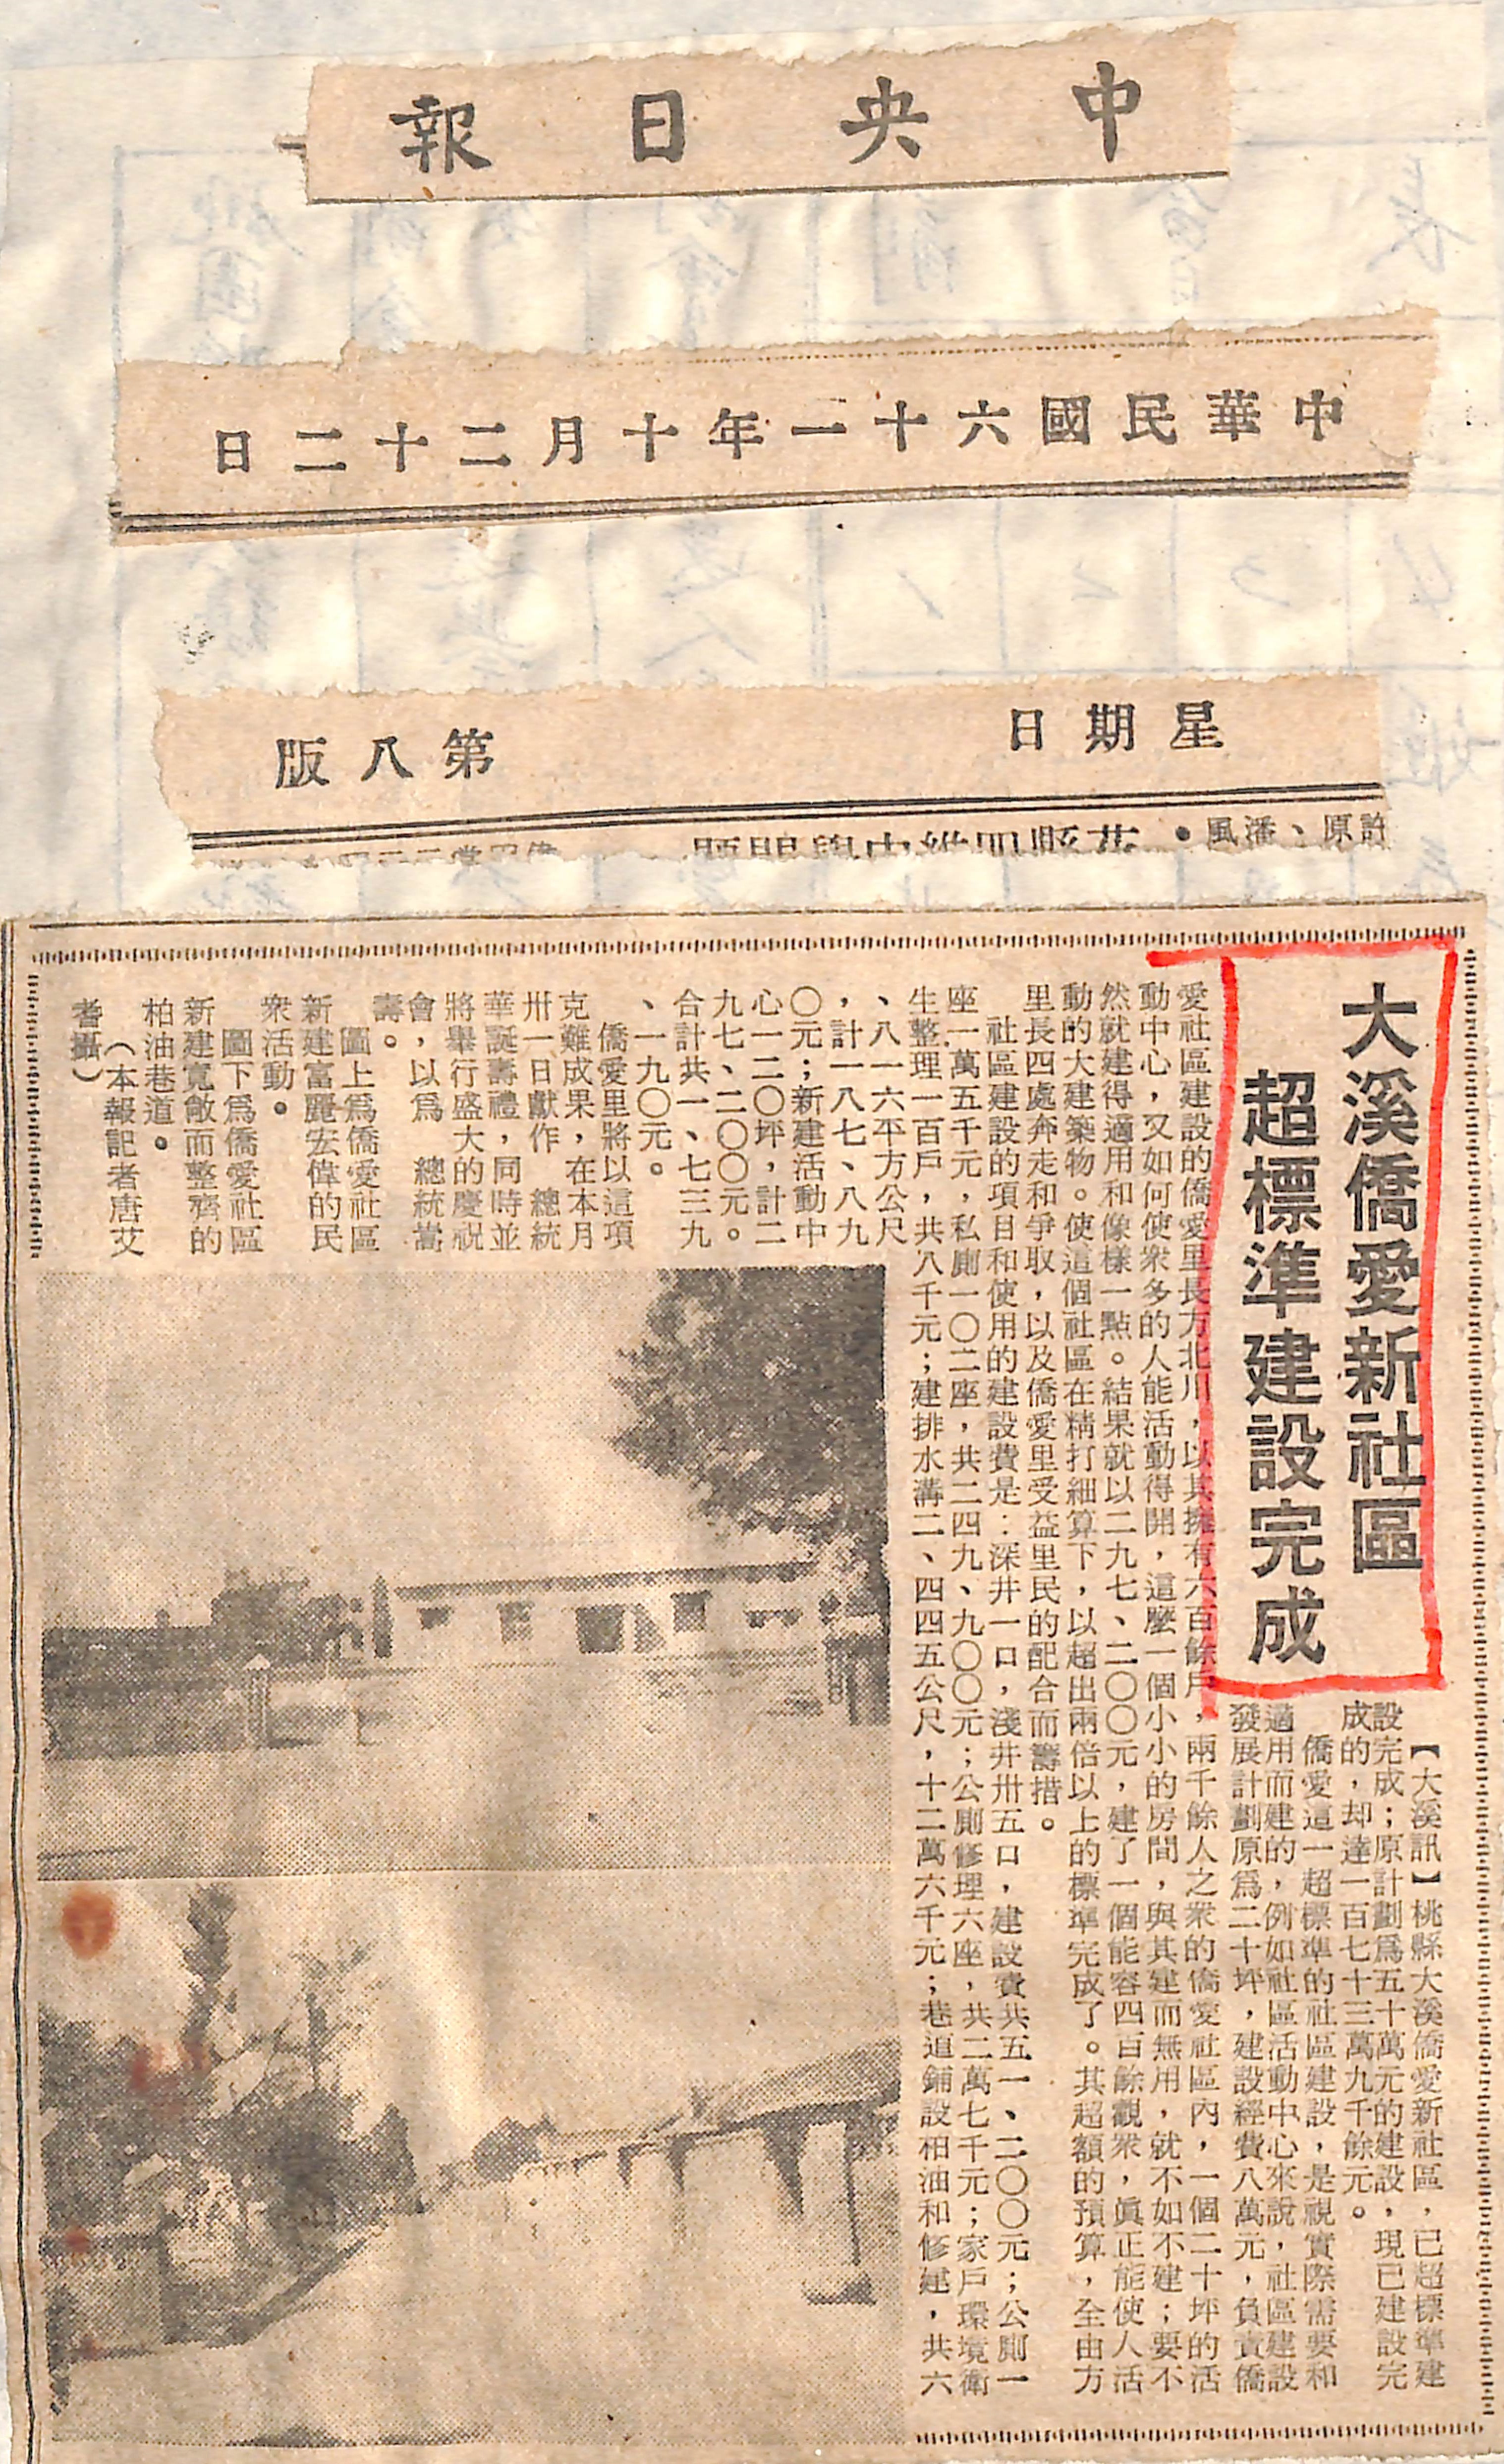 中央日報
中華民國六十一年十月二十二日
星期日　第八版
許原、潘風•
大溪僑愛新社區
超標準建設完成
【大溪訊】桃縣大溪僑愛新社區，已超標準建
設完成；原計劃爲五十萬元的建設，現已建設完
成的，却達一百七十三萬九千餘元。
僑愛這一超標準的社區建設，是視實際需要和
適用而建的，例如社區活動中心來說，社區建設
發展計劃原爲二十坪，建設經費八萬元，負責僑
愛社區建設的僑愛里長方北川，以其擁有六百餘戶，兩千餘人之衆的僑愛社區內，一個二十坪的活
動中心，又如何使衆多的人能活動得開，這麼一個小小的房間，與其建而無用，就不如不建；要不
然就建得適用和像樣一點。結果就以二九七、二〇〇元，建了一個能容四百餘觀衆，眞正能使人活
動的大建築物。使這個社區在精打細算下，以超出兩倍以上的標準完成了。其超額的預算，全由方
里長四處奔走和爭取，以及僑愛里受益里民的配合而籌措。
社區建設的項目和使用的建設費是：深井一口，淺井卅五口，建設費共五一、二〇〇元；公厠一
座一萬五千元，私厠一〇二座，共二四九、九〇〇元；公厠修理六座，共二萬七千元；家戶環境衛
生整理一百戶，共八千元；建排水溝二、四四五公尺，十二萬六千元；巷道鋪設柏油和修建，共六
、八一六平方公尺
，計一八七、八九
〇元；新建活動中
心一二〇坪，計二
九七、二〇〇元。
合計共一、七三九
、一九〇元。
僑愛里將以這項
克難成果，在本月
卅一日獻作　總統
華誕壽禮，同時並
將舉行盛大的慶祝
會，以爲　總統嵩
壽。
圖上爲僑愛社區
新建富麗宏偉的民
衆活動。
圖下爲僑愛社區
新建寬敞而整齊的
柏油巷道。
（本報記者唐艾
耆攝）